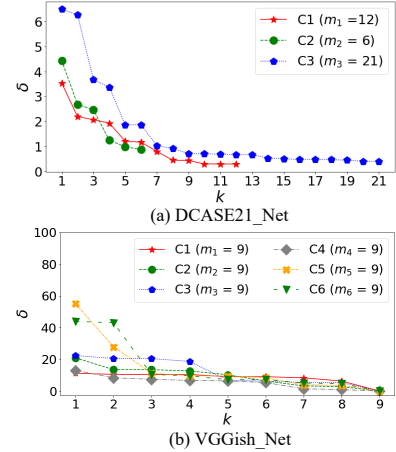 C1 (m₁ =12)
C2 (m₂ = 6)
C3 (m₃ = 21)
δ
6
5
4
3
2
1
0
1 3 5 7 9 11 13 15 17 19 21
k
(a) DCASE21_Net
C1 (m₁ = 9) C4 (m₄ = 9)
C2 (m₂ = 9) C5 (m₅ = 9)
C3 (m₃ = 9) C6 (m₆ = 9)
δ
100
80
60
40
20
0
1 2 3 4 5 6 7 8 9
k
(b) VGGish_Net